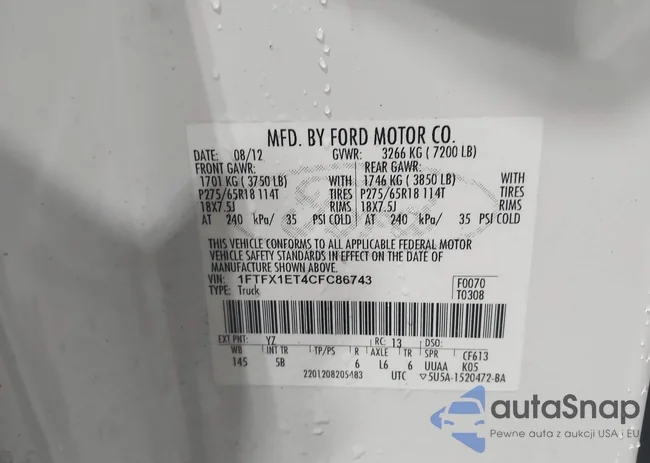 MFD. BY FORD MOTOR CO.
DATE: 08/12 GVWR: 3266 KG ( 7200 LB)
FRONT GAWR: REAR GAWR:
1701 KG ( 3750 LB) WITH 1746 KG ( 3850 LB) WITH
P275/65R18 114T TIRES P275/65R18 114T TIRES
18X7.5J RIMS 18X7.5J RIMS
AT 240 kPa/ 35 PSI COLD AT 240 kPa/ 35 PSI COLD
THIS VEHICLE CONFORMS TO ALL APPLICABLE FEDERAL MOTOR
VEHICLE SAFETY STANDARDS IN EFFECT ON THE DATE OF
MANUFACTURE SHOWN ABOVE.
VIN: 1FTFX1ET4CFC86743 F0070
TYPE: Truck T0308
EXT PNT: YZ RC: 13 DSO:
WB INT TR TP/PS R AXLE TR SPR CF613
145 5B 6 L6 6 UUAA K05
2201208205483 UTC ▽5U5A-1520472-BA
autoSnap
Pewne auta z aukcji USA i EU